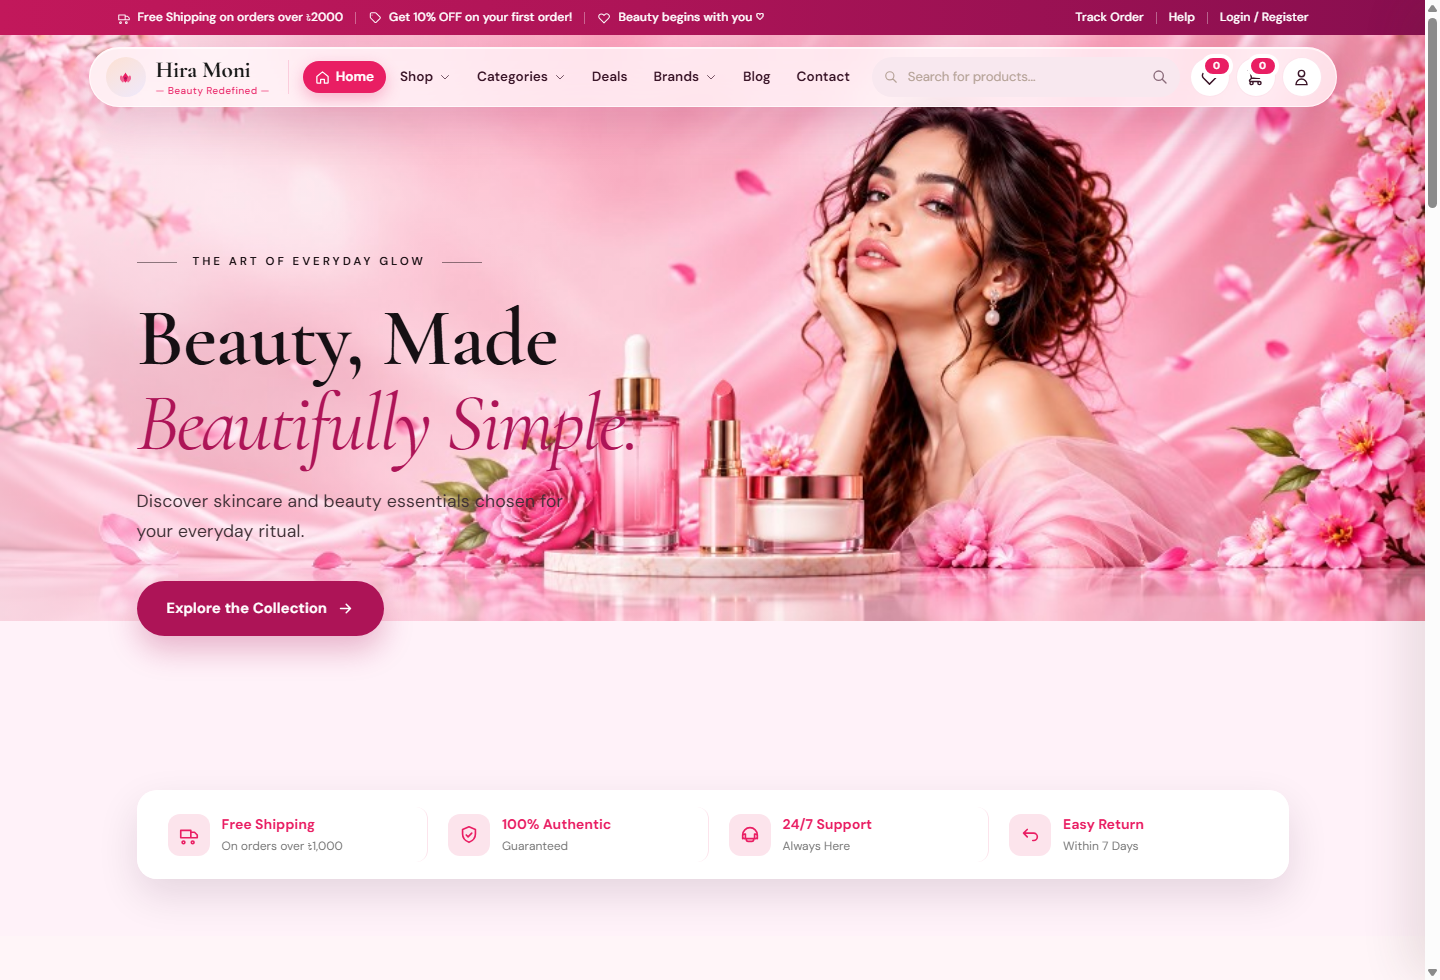 Free Shipping on orders over ৳2000
Get 10% OFF on your first order!
Beauty begins with you ♡
Track Order
Help
Login / Register
Hira Moni
— Beauty Redefined —
Home
Shop
Categories
Deals
Brands
Blog
Contact
Search for products...
0
0
THE ART OF EVERYDAY GLOW
Beauty, Made
Beautifully Simple.
Discover skincare and beauty essentials chosen for
your everyday ritual.
Explore the Collection →
Free Shipping
On orders over ৳1,000
100% Authentic
Guaranteed
24/7 Support
Always Here
Easy Return
Within 7 Days